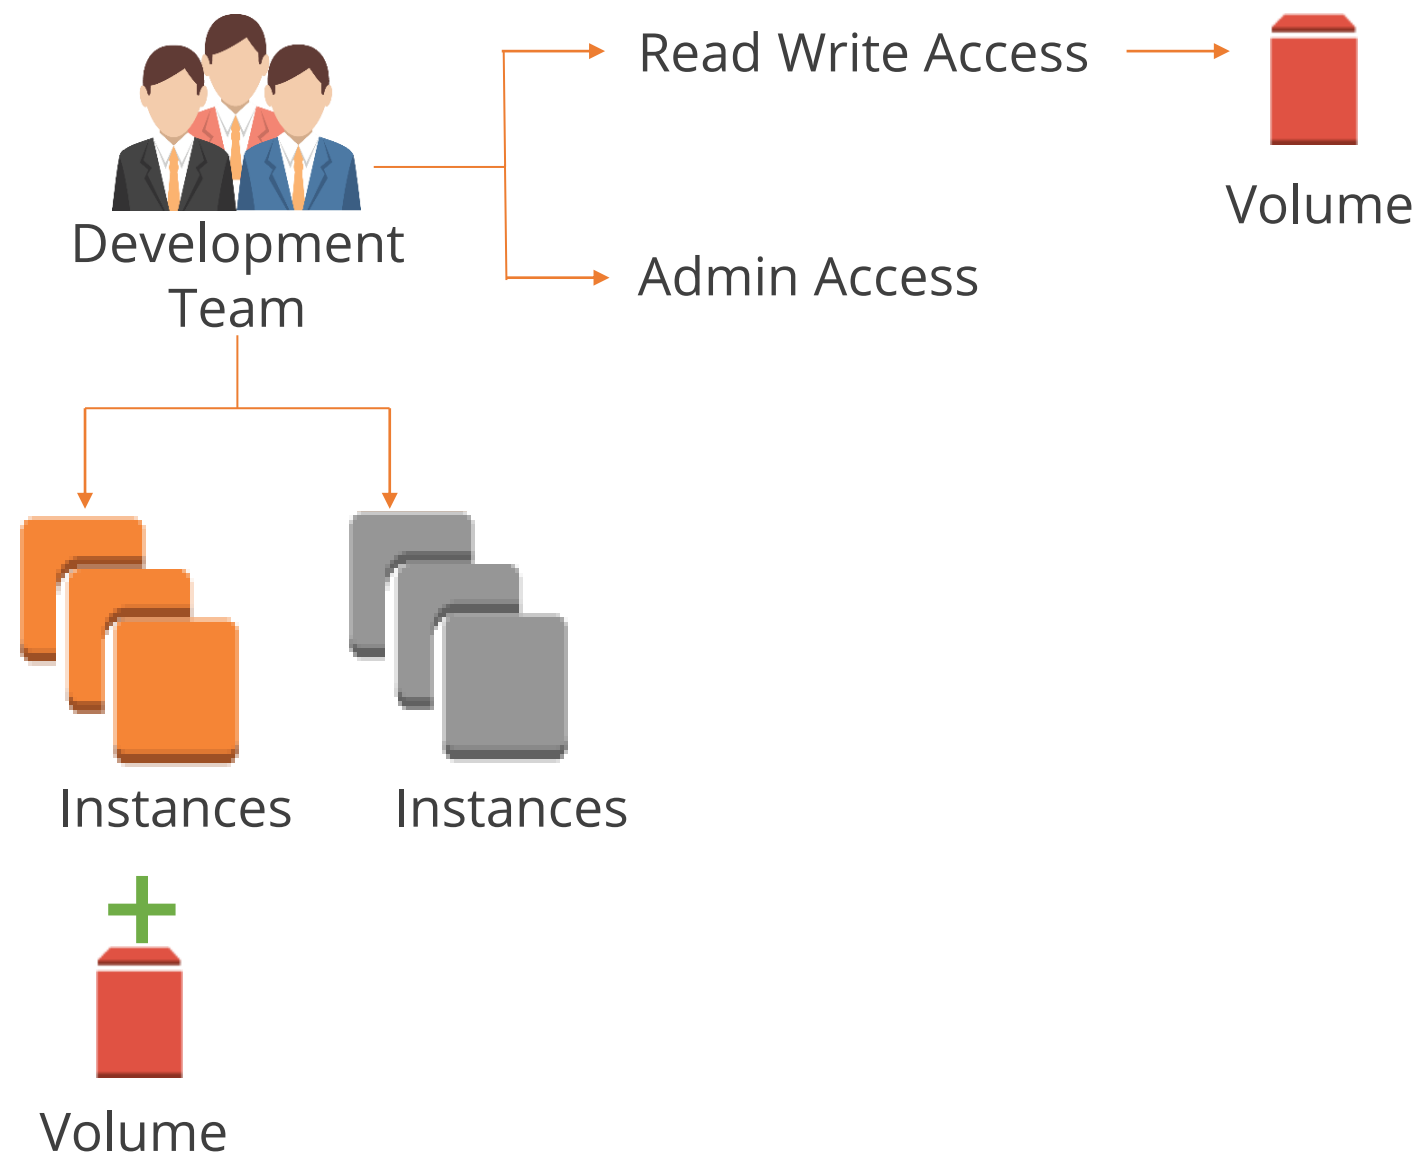 Read Write Access
Volume
Development
Team
Admin Access
Instances
Instances
Volume